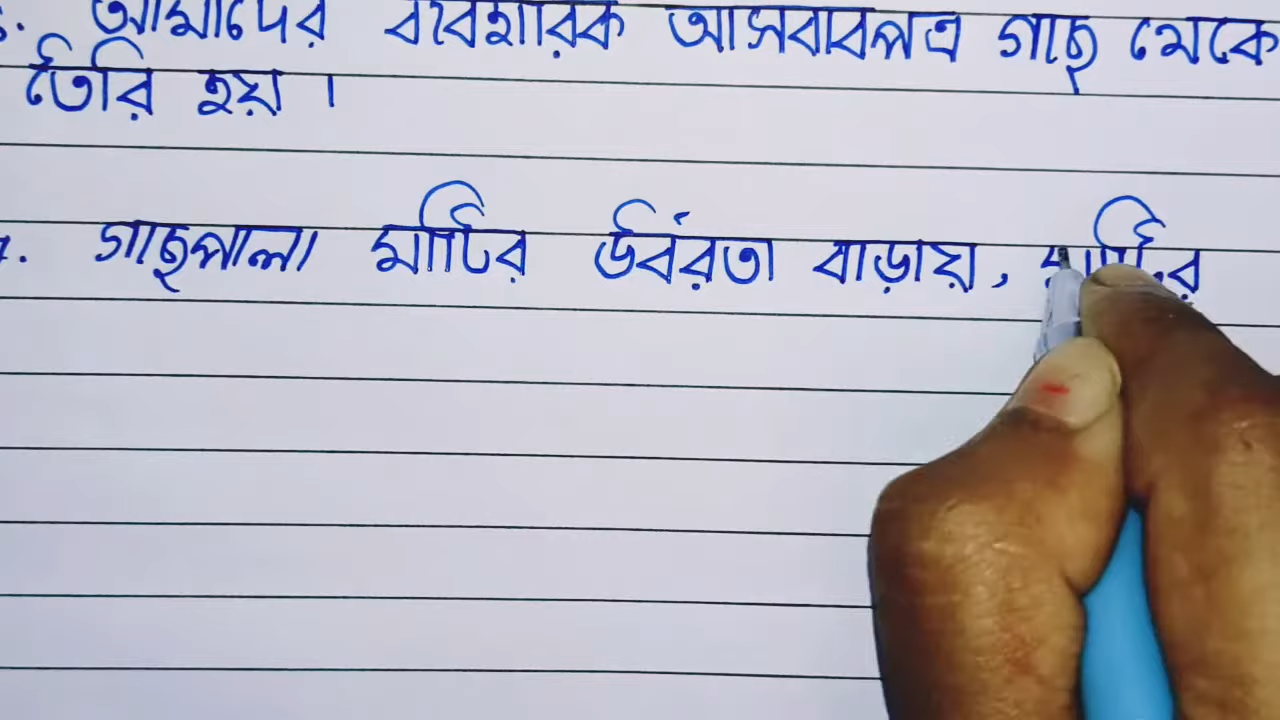 আমাদের ব্যবহারিক আসবাবপত্র গাছ থেকে
তৈরি হয় ।
গাছপালা মাটির উর্বরতা বাড়ায়, মাটির